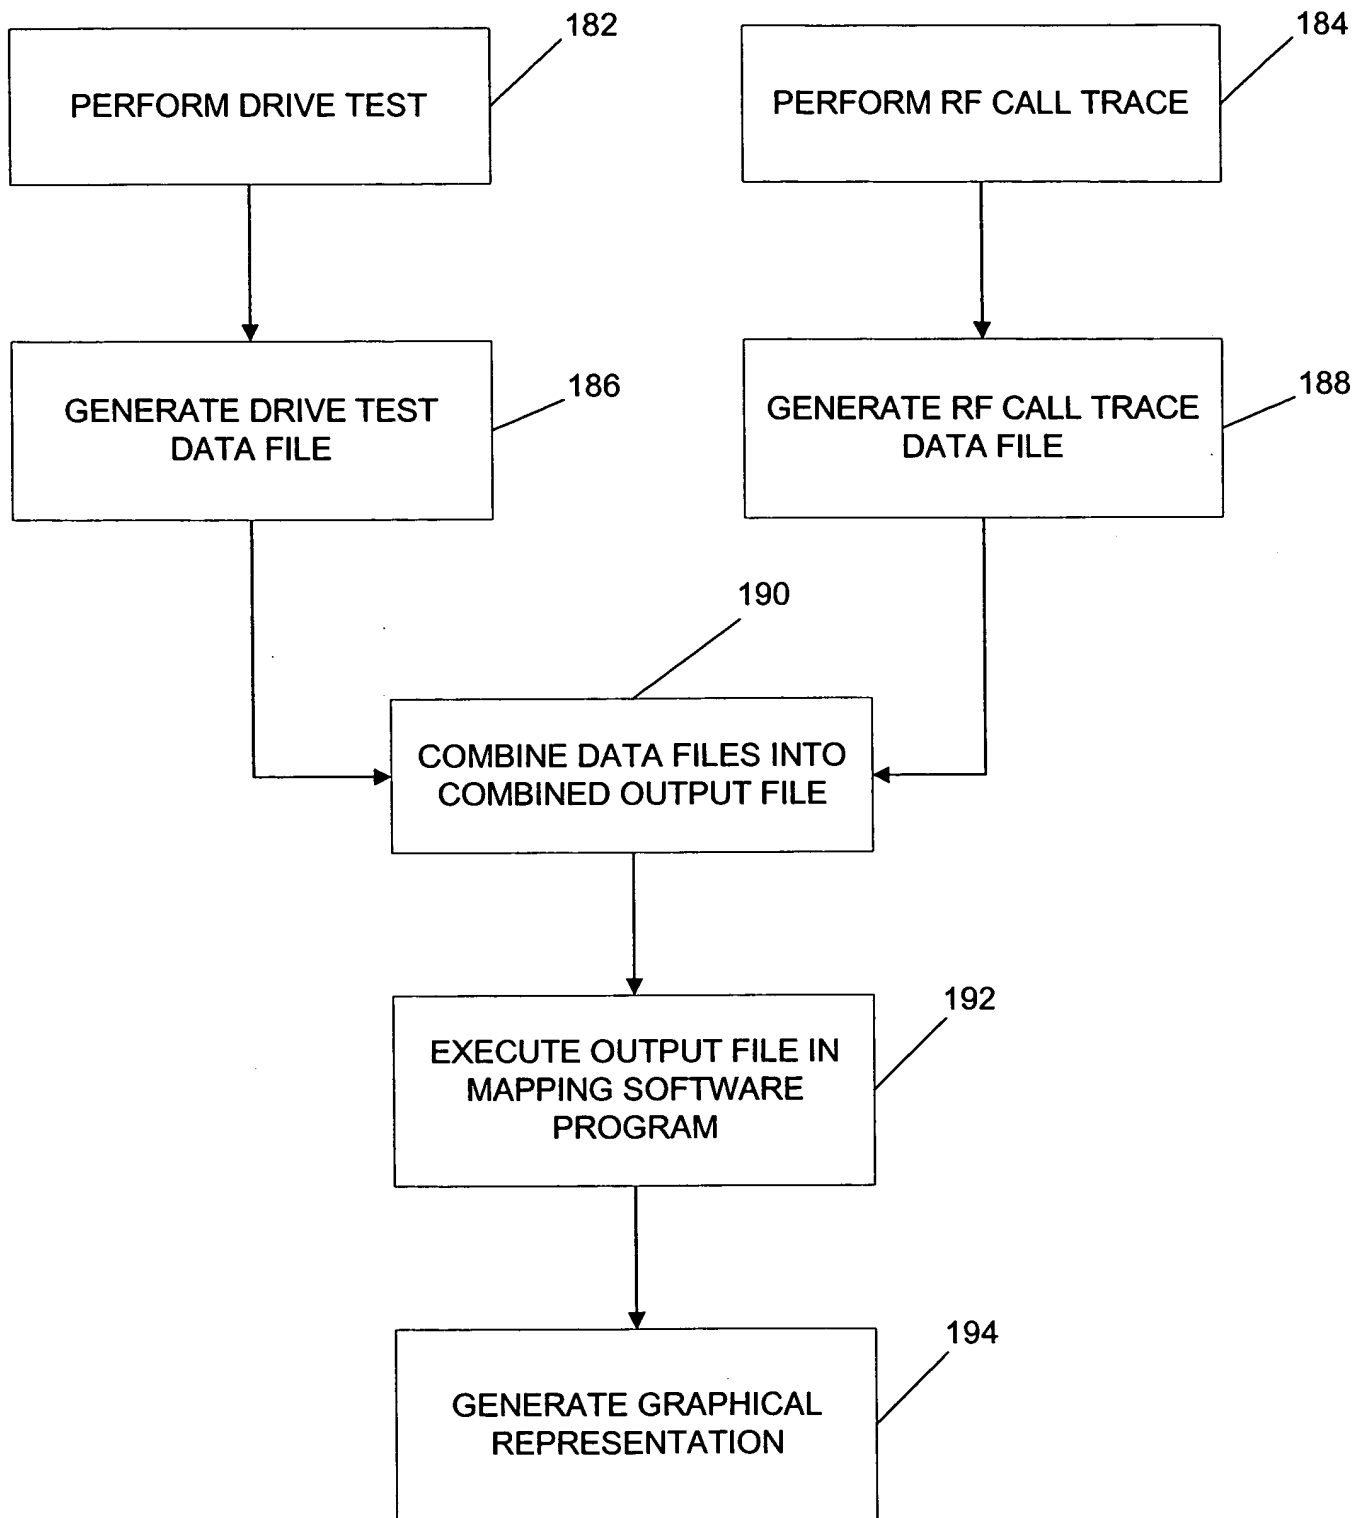 182
PERFORM DRIVE TEST
184
PERFORM RF CALL TRACE
186
GENERATE DRIVE TEST
DATA FILE
188
GENERATE RF CALL TRACE
DATA FILE
190
COMBINE DATA FILES INTO
COMBINED OUTPUT FILE
192
EXECUTE OUTPUT FILE IN
MAPPING SOFTWARE
PROGRAM
194
GENERATE GRAPHICAL
REPRESENTATION